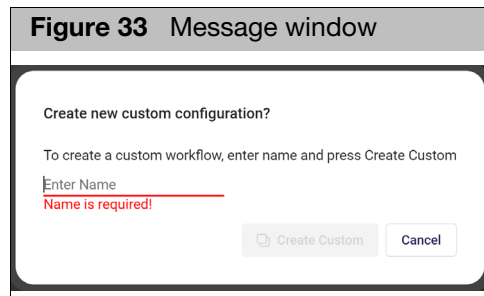 Figure 33 Message window
Create new custom configuration?
To create a custom workflow, enter name and press Create Custom
Enter Name
Name is required!
Create Custom
Cancel